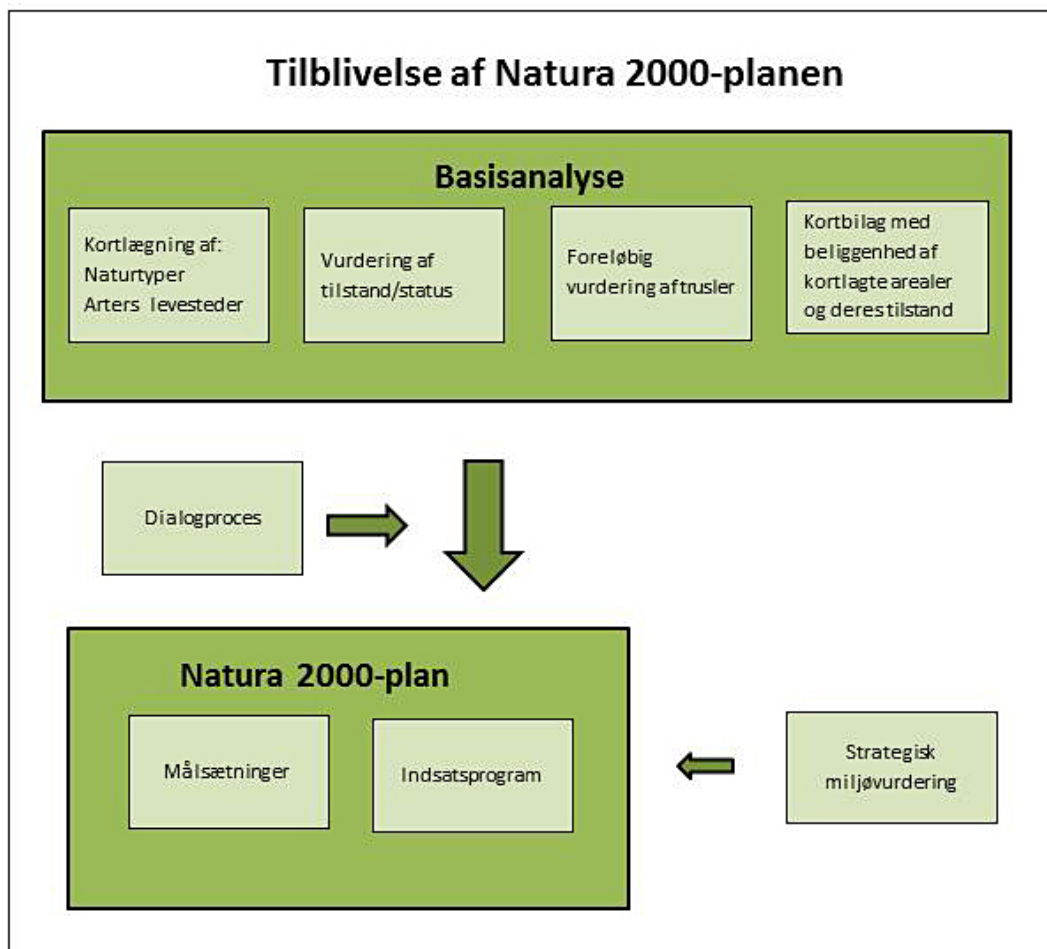 Tilblivelse af Natura 2000-planen
Basisanalyse
Kortlægning af:
Naturtyper
Arters levesteder
Vurdering af
tilstand/status
Foreløbig
vurdering af trusler
Kortbilag med
beliggenhed af
kortlagte arealer
og deres tilstand
Dialogproces
Natura 2000-plan
Målsætninger
Indsatsprogram
Strategisk
miljøvurdering